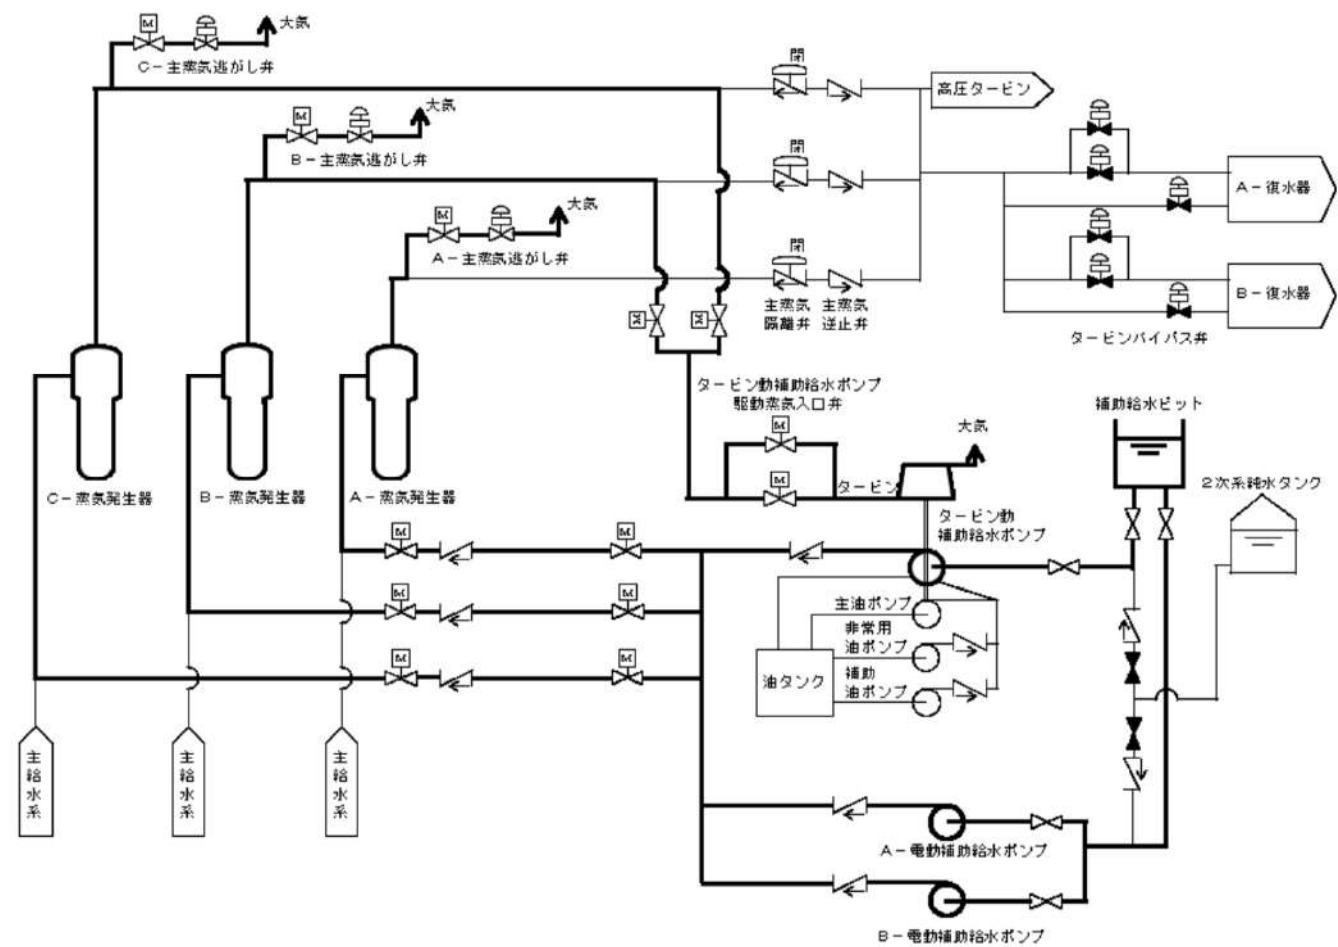 M
大気
C－主蒸気逃がし弁
閉
高圧タービン
M
大気
B－主蒸気逃がし弁
閉
A－復水器
M
大気
A－主蒸気逃がし弁
閉
主蒸気
隔離弁
主蒸気
逆止弁
B－復水器
タービンバイパス弁
M
M
タービン動補助給水ポンプ
駆動蒸気入口弁
M
M
タービン
大気
補助給水ピット
2次系純水タンク
C－蒸気発生器
B－蒸気発生器
A－蒸気発生器
タービン動
補助給水ポンプ
M
M
M
M
M
M
主油ポンプ
非常用
油ポンプ
補助
油ポンプ
油タンク
主給水系
主給水系
主給水系
A－電動補助給水ポンプ
B－電動補助給水ポンプ